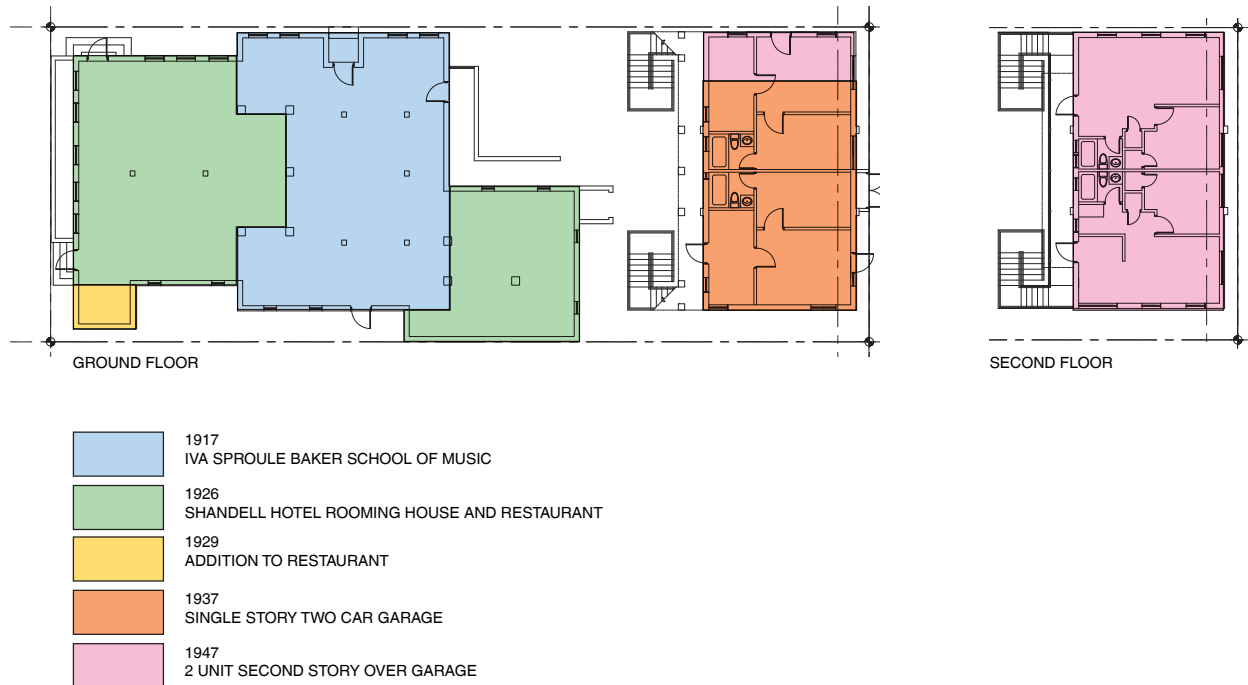 GROUND FLOOR
SECOND FLOOR
1917
IVA SPROULE BAKER SCHOOL OF MUSIC
1926
SHANDELL HOTEL ROOMING HOUSE AND RESTAURANT
1929
ADDITION TO RESTAURANT
1937
SINGLE STORY TWO CAR GARAGE
1947
2 UNIT SECOND STORY OVER GARAGE